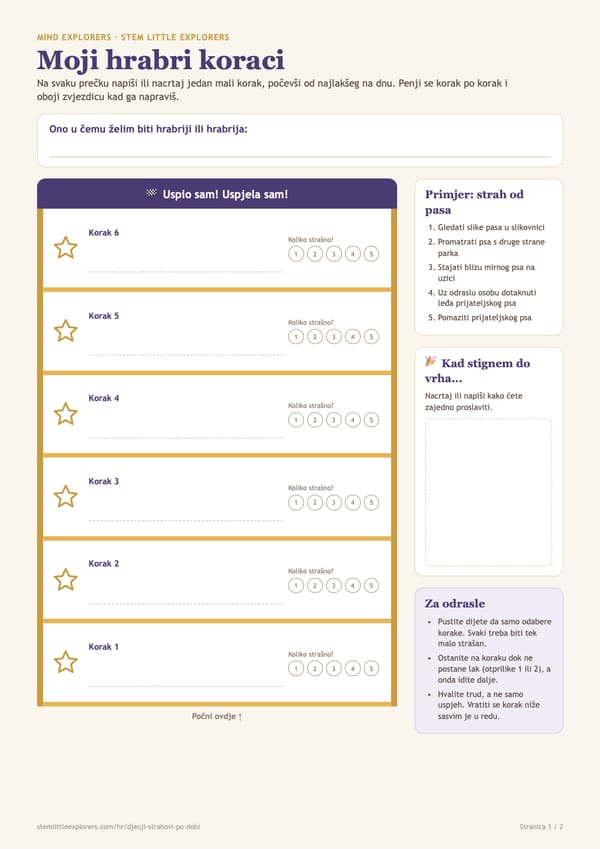 MIND EXPLORERS · STEM LITTLE EXPLORERS
Moji hrabri koraci
Na svaku prečku napiši ili nacrtaj jedan mali korak, počevši od najlakšeg na dnu. Penji se korak po korak i
oboji zvjezdicu kad ga napraviš.
Ono u čemu želim biti hrabriji ili hrabrija:
Uspio sam! Uspjela sam!
Korak 6
Koliko strašno?
1 2 3 4 5
Korak 5
Koliko strašno?
1 2 3 4 5
Korak 4
Koliko strašno?
1 2 3 4 5
Korak 3
Koliko strašno?
1 2 3 4 5
Korak 2
Koliko strašno?
1 2 3 4 5
Korak 1
Koliko strašno?
1 2 3 4 5
Počni ovdje ↑
Primjer: strah od
pasa
1. Gledati slike pasa u slikovnici
2. Promatrati psa s druge strane
parka
3. Stajati blizu mirnog psa na
uzici
4. Uz odraslu osobu dotaknuti
leđa prijateljskog psa
5. Pomaziti prijateljskog psa
Kad stignem do
vrha...
Nacrtaj ili napiši kako ćete
zajedno proslaviti.
Za odrasle
• Pustite dijete da samo odabere
korake. Svaki treba biti tek
malo strašan.
• Ostanite na koraku dok ne
postane lak (otprilike 1 ili 2), a
onda idite dalje.
• Hvalite trud, a ne samo
uspjeh. Vratiti se korak niže
sasvim je u redu.
stemlittleexplorers.com/hr/djecji-strahovi-po-dobi
Stranica 1 / 2